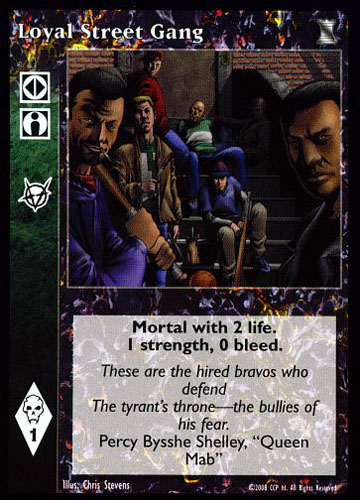 Loyal Street Gang
Mortal with 2 life.
1 strength, 0 bleed.
These are the hired bravos who
defend
The tyrant's throne—the bullies of
his fear.
Percy Bysshe Shelley, "Queen
Mab"
1
Illus: Chris Stevens
©2008 CCP hf. All Rights Reserved